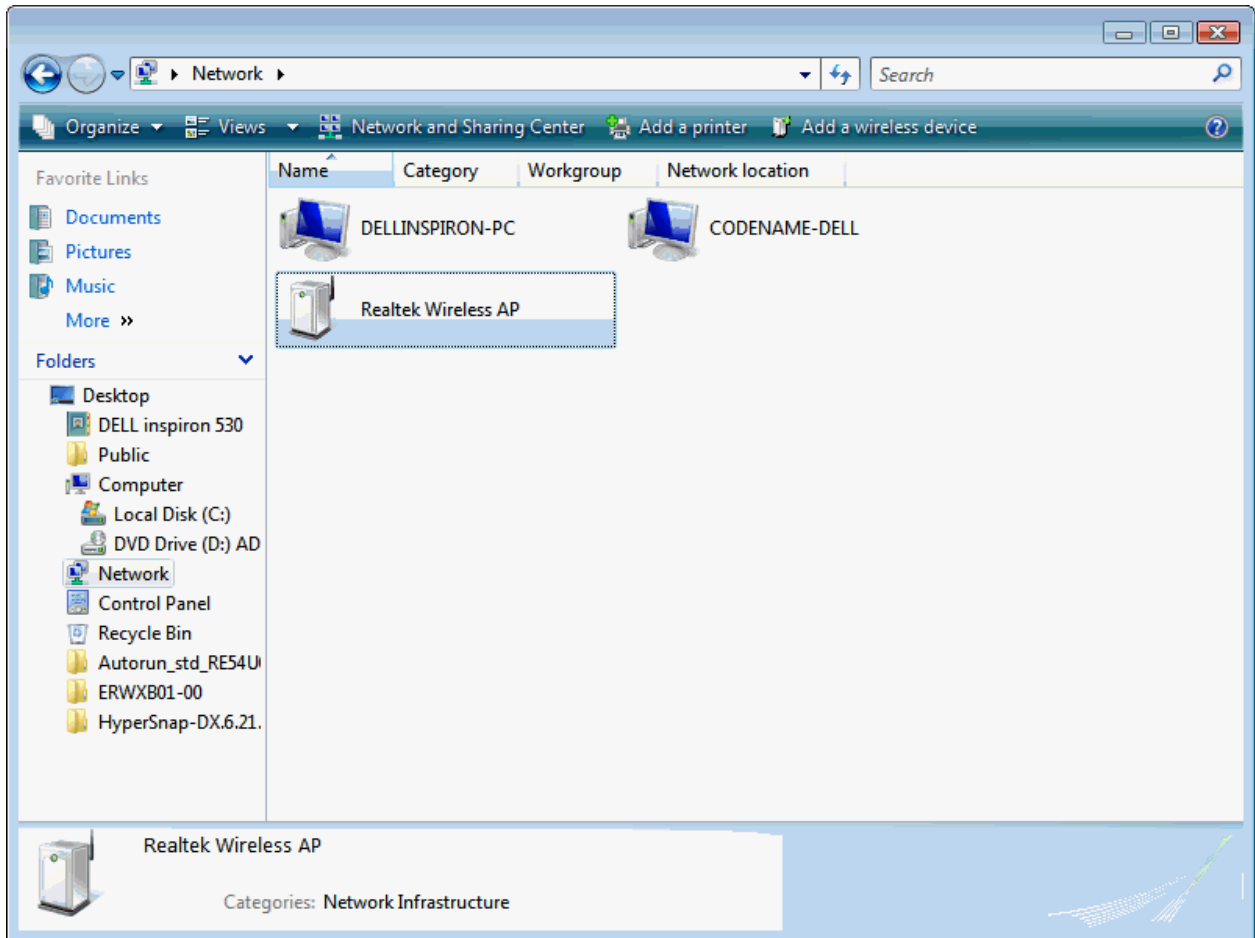 Network
Search
Organize Views Network and Sharing Center Add a printer Add a wireless device
Favorite Links
Documents
Pictures
Music
More »
Folders
Desktop
DELL inspiron 530
Public
Computer
Local Disk (C:)
DVD Drive (D:) AD
Network
Control Panel
Recycle Bin
Autorun_std_RE54U
ERWXB01-00
HyperSnap-DX.6.21.
Name Category Workgroup Network location
DELLINSPIRON-PC CODENAME-DELL
Realtek Wireless AP
Realtek Wireless AP
Categories: Network Infrastructure